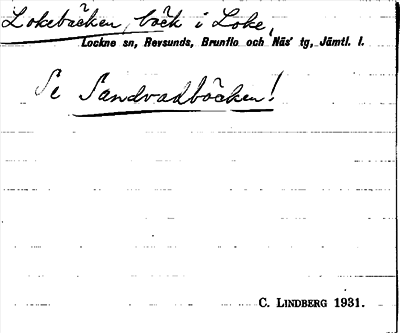 Lokebäcken, bäck i Loke,
Lockne sn, Revsunds, Brunflo och Näs' tg, Jämtl. l.
Se Sandvadbäcken!
C. LINDBERG 1931.